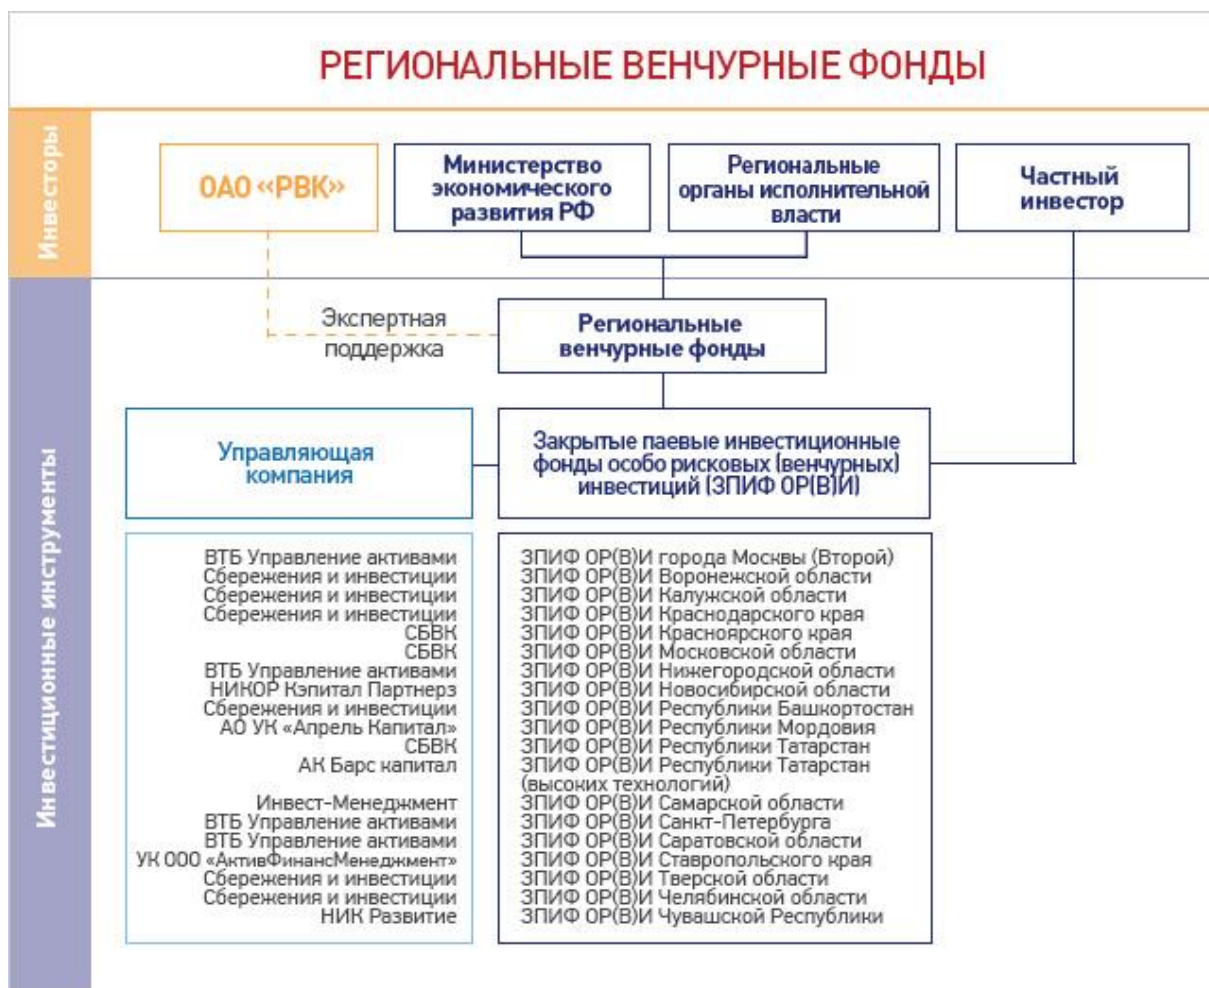 РЕГИОНАЛЬНЫЕ ВЕНЧУРНЫЕ ФОНДЫ
Инвесторы
ОАО «РВК»
Министерство
экономического
развития РФ
Региональные
органы исполнительной
власти
Частный
инвестор
Инвестиционные инструменты
Экспертная
поддержка
Региональные
венчурные фонды
Управляющая
компания
Закрытые паевые инвестиционные
фонды особо рисковых (венчурных)
инвестиций (ЗПИФ ОР(В)И)
ВТБ Управление активами
Сбережения и инвестиции
Сбережения и инвестиции
Сбережения и инвестиции
СБВК
СБВК
ВТБ Управление активами
НИКОР Кэпитал Партнерз
Сбережения и инвестиции
АО УК «Апрель Капитал»
СБВК
АК Барс капитал
Инвест-Менеджмент
ВТБ Управление активами
ВТБ Управление активами
УК ООО «АктивФинансМенеджмент»
Сбережения и инвестиции
Сбережения и инвестиции
НИК Развитие
ЗПИФ ОР(В)И города Москвы (Второй)
ЗПИФ ОР(В)И Воронежской области
ЗПИФ ОР(В)И Калужской области
ЗПИФ ОР(В)И Краснодарского края
ЗПИФ ОР(В)И Красноярского края
ЗПИФ ОР(В)И Московской области
ЗПИФ ОР(В)И Нижегородской области
ЗПИФ ОР(В)И Новосибирской области
ЗПИФ ОР(В)И Республики Башкортостан
ЗПИФ ОР(В)И Республики Мордовия
ЗПИФ ОР(В)И Республики Татарстан
ЗПИФ ОР(В)И Республики Татарстан
(высоких технологий)
ЗПИФ ОР(В)И Самарской области
ЗПИФ ОР(В)И Санкт-Петербурга
ЗПИФ ОР(В)И Саратовской области
ЗПИФ ОР(В)И Ставропольского края
ЗПИФ ОР(В)И Тверской области
ЗПИФ ОР(В)И Челябинской области
ЗПИФ ОР(В)И Чувашской Республики